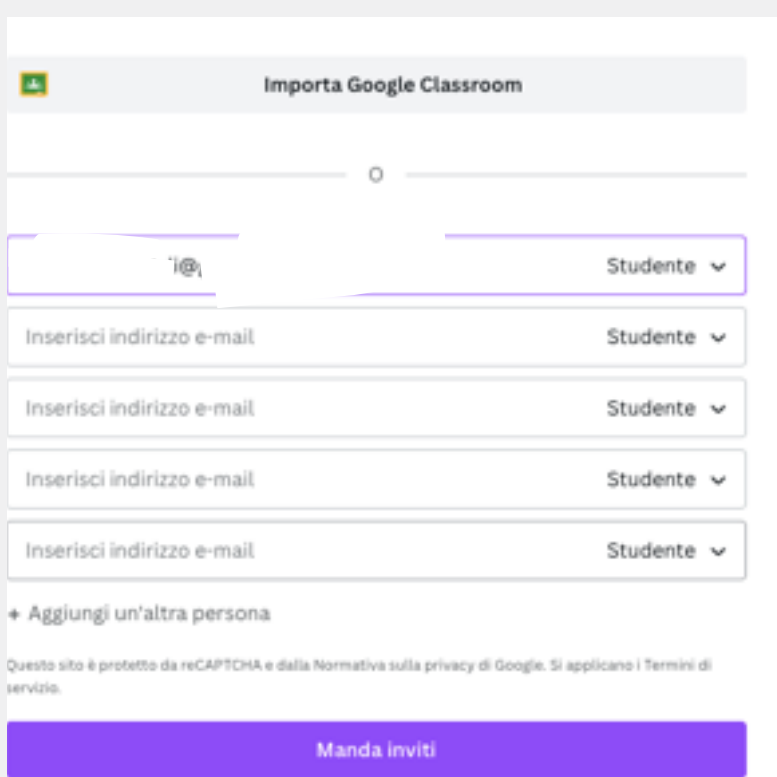 Importa Google Classroom
O
i@ Studente
Inserisci indirizzo e-mail Studente
Inserisci indirizzo e-mail Studente
Inserisci indirizzo e-mail Studente
Inserisci indirizzo e-mail Studente
+ Aggiungi un'altra persona
Questo sito è protetto da reCAPTCHA e dalla Normativa sulla privacy di Google. Si applicano i Termini di
servizio.
Manda inviti